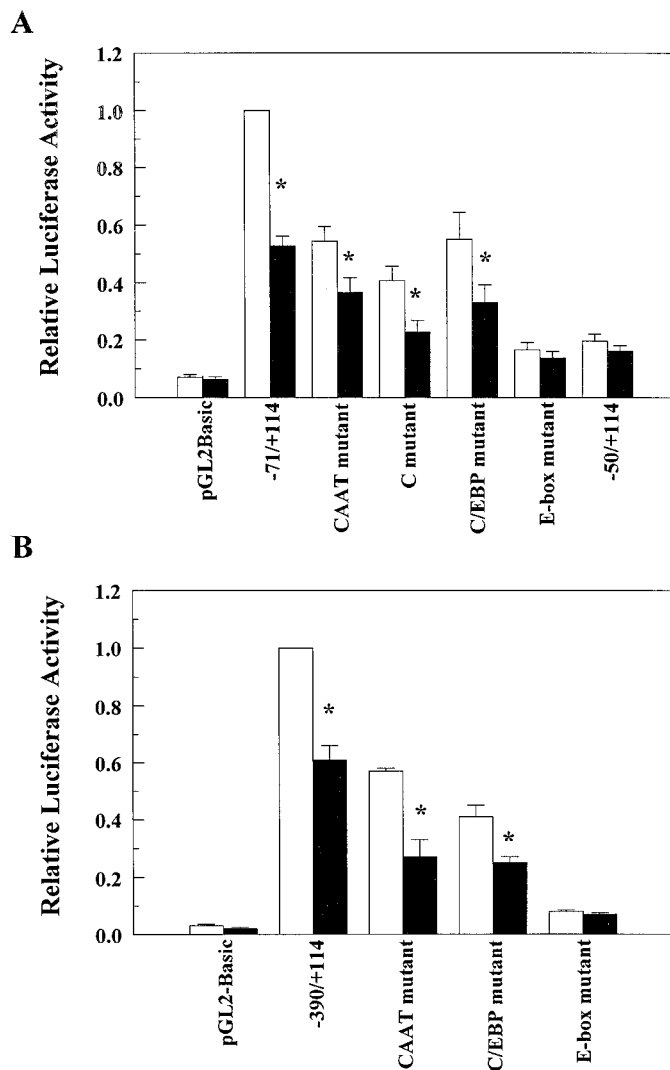 A
Relative Luciferase Activity
1.2
1.0
0.8
0.6
0.4
0.2
0.0
*
*
*
*
pGL2Basic
-71/+114
CAAT mutant
C mutant
C/EBP mutant
E-box mutant
-50/+114
B
Relative Luciferase Activity
1.2
1.0
0.8
0.6
0.4
0.2
0.0
*
*
*
pGL2-Basic
-390/+114
CAAT mutant
C/EBP mutant
E-box mutant